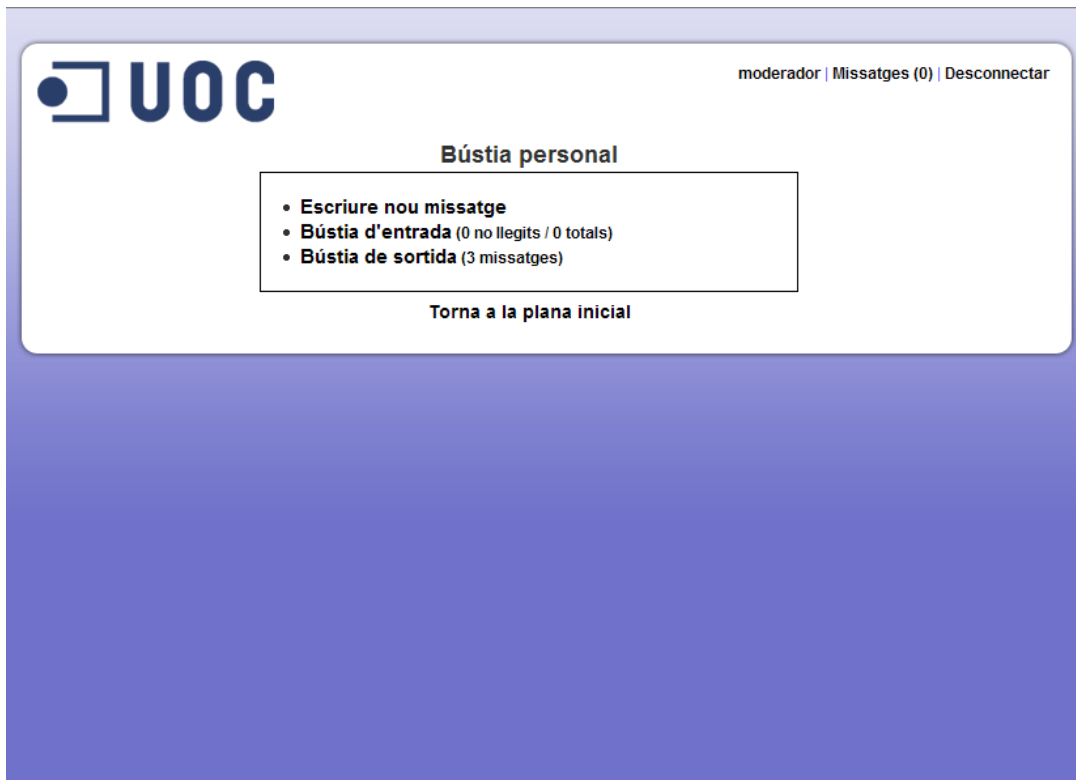 UOC
moderador | Missatges (0) | Desconnectar
Bústia personal
Escriure nou missatge
Bústia d'entrada (0 no llegits / 0 totals)
Bústia de sortida (3 missatges)
Torna a la plana inicial